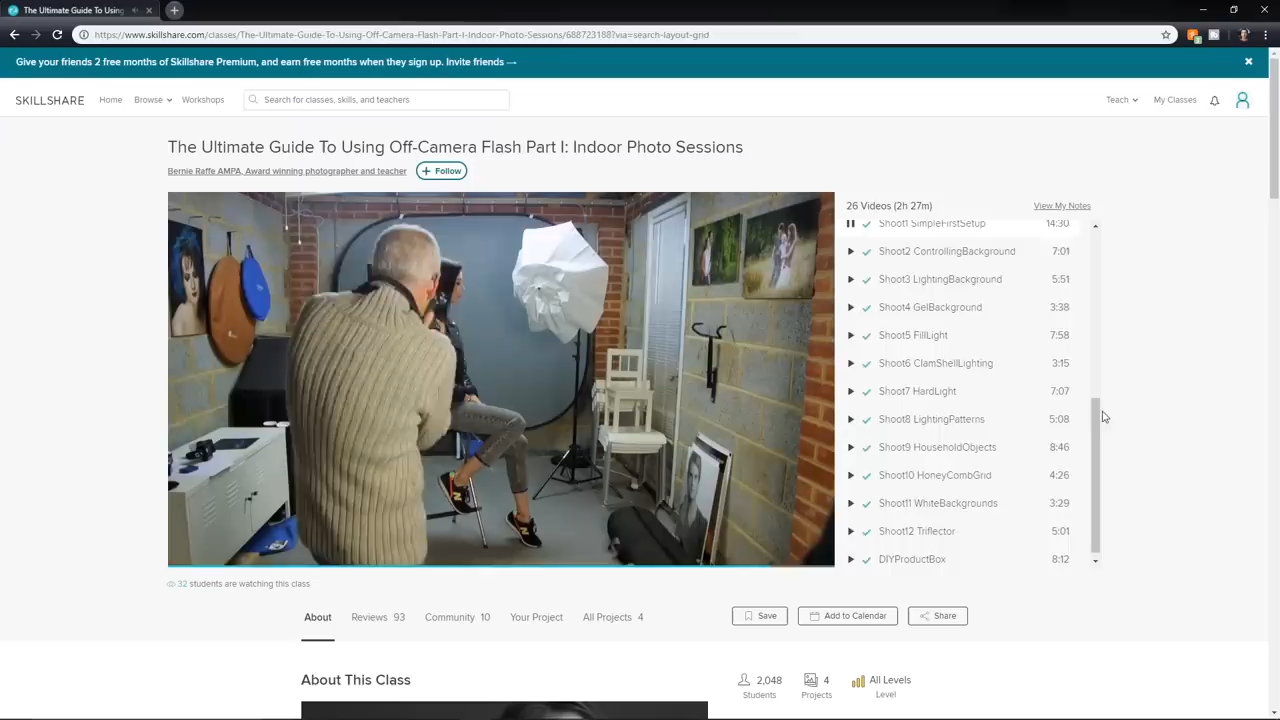 The Ultimate Guide To Using
https://www.skillshare.com/classes/The-Ultimate-Guide-To-Using-Off-Camera-Flash-Part-I-Indoor-Photo-Sessions/688723188?via=search-layout-grid
Give your friends 2 free months of Skillshare Premium, and earn free months when they sign up. Invite friends →
SKILLSHARE Home Browse Workshops Search for classes, skills, and teachers Teach My Classes
The Ultimate Guide To Using Off-Camera Flash Part I: Indoor Photo Sessions
Bernie Raffe AMPA, Award winning photographer and teacher + Follow
26 Videos (2h 27m) View My Notes
Shoot1 SimpleFirstSetup 14:30
Shoot2 ControllingBackground 7:01
Shoot3 LightingBackground 5:51
Shoot4 GelBackground 3:38
Shoot5 FillLight 7:58
Shoot6 ClamShellLighting 3:15
Shoot7 HardLight 7:07
Shoot8 LightingPatterns 5:08
Shoot9 HouseholdObjects 8:46
Shoot10 HoneyCombGrid 4:26
Shoot11 WhiteBackgrounds 3:29
Shoot12 Triflector 5:01
DIYProductBox 8:12
32 students are watching this class
About Reviews 93 Community 10 Your Project All Projects 4 Save Add to Calendar Share
About This Class
2,048 4 All Levels
Students Projects Level